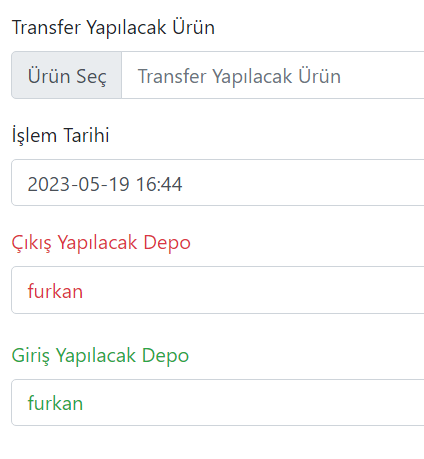 Transfer Yapılacak Ürün
Ürün Seç Transfer Yapılacak Ürün
İşlem Tarihi
2023-05-19 16:44
Çıkış Yapılacak Depo
furkan
Giriş Yapılacak Depo
furkan